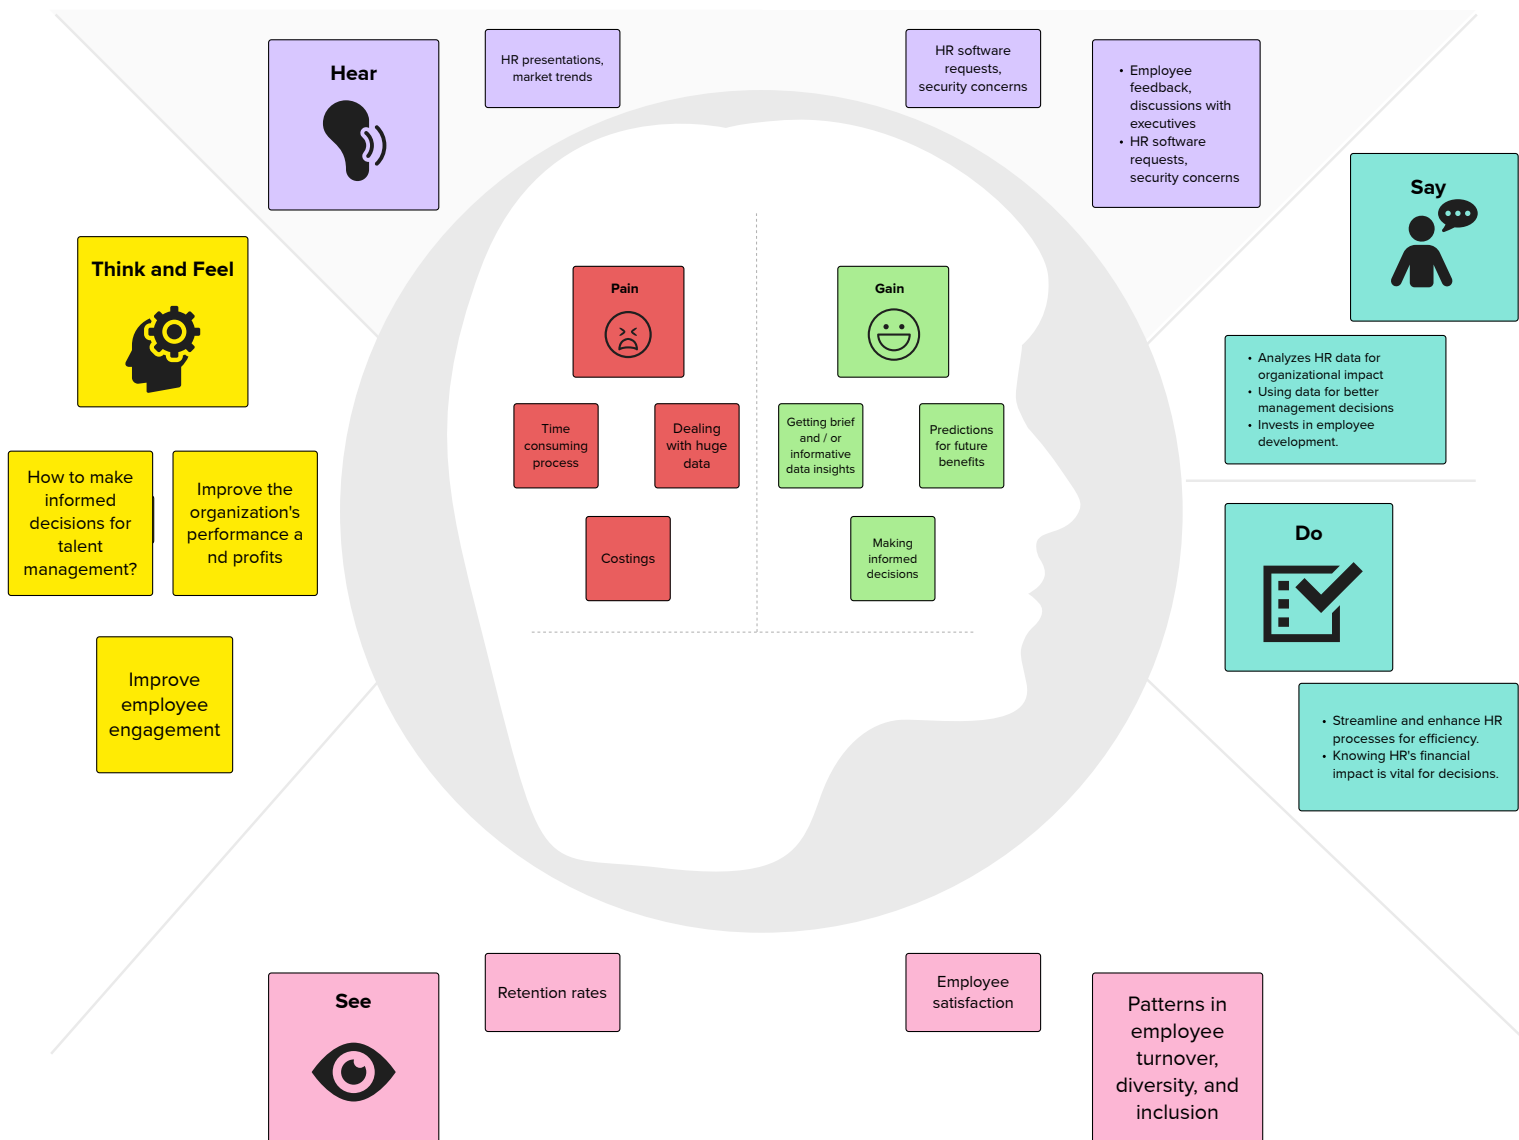 Hear
HR presentations,
market trends
HR software
requests,
security concerns
• Employee
feedback,
discussions with
executives
• HR software
requests,
security concerns
Say
• Analyzes HR data for
organizational impact
• Using data for better
management decisions
• Invests in employee
development.
Think and Feel
How to make
informed
decisions for
talent
management?
Improve the
organization's
performance a
nd profits
Improve
employee
engagement
Pain
Time
consuming
process
Dealing
with huge
data
Costings
Gain
Getting brief
and / or
informative
data insights
Predictions
for future
benefits
Making
informed
decisions
Do
• Streamline and enhance HR
processes for efficiency.
• Knowing HR's financial
impact is vital for decisions.
See
Retention rates
Employee
satisfaction
Patterns in
employee
turnover,
diversity, and
inclusion